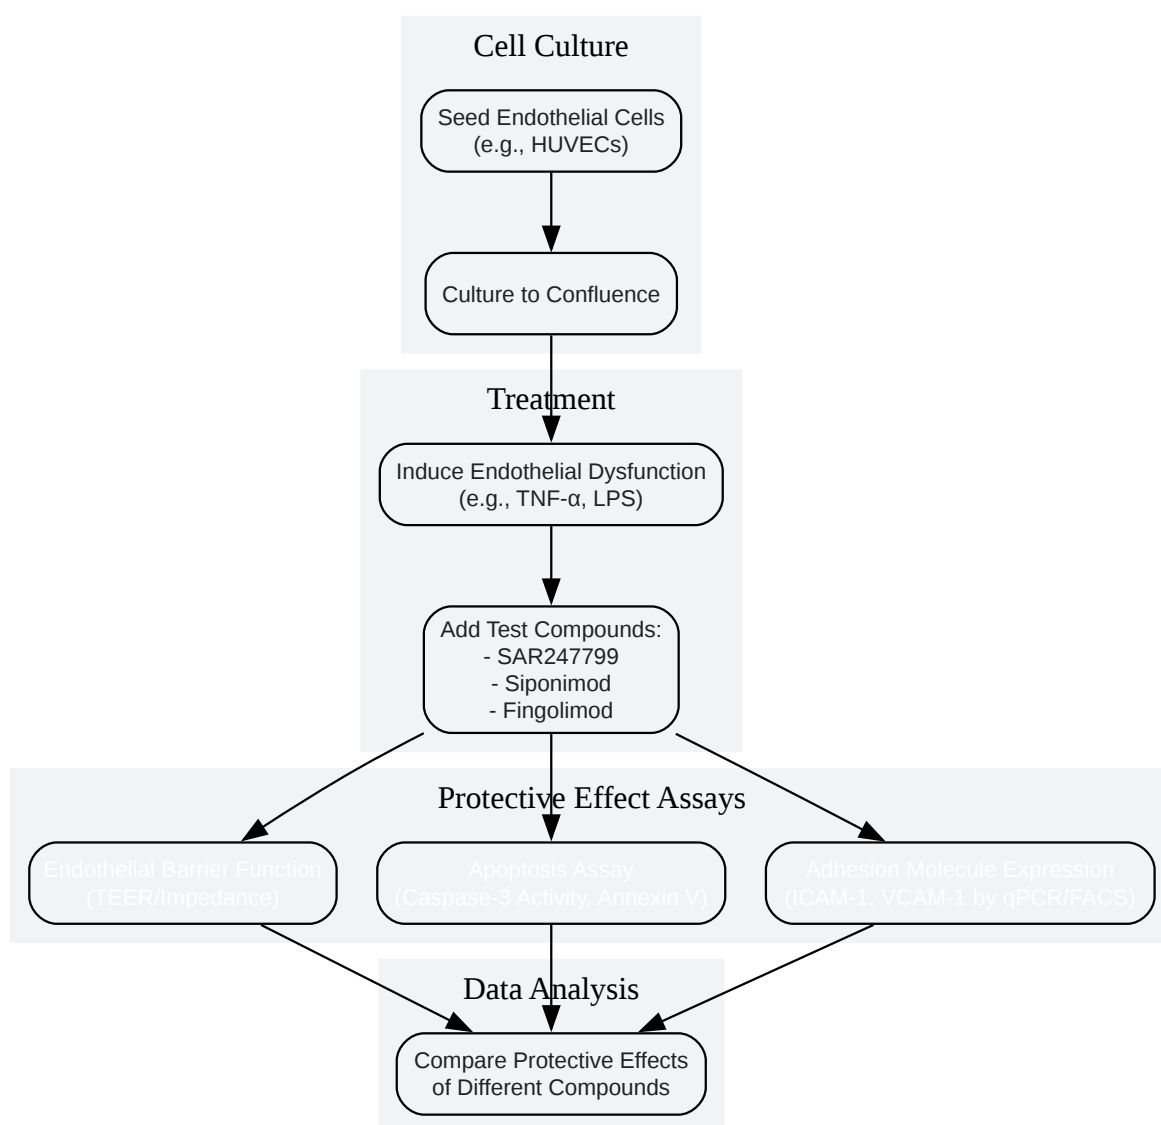 Cell Culture
Seed Endothelial Cells
(e.g., HUVECs)
Culture to Confluence
Treatment
Induce Endothelial Dysfunction
(e.g., TNF-α, LPS)
Add Test Compounds:
- SAR247799
- Siponimod
- Fingolimod
Protective Effect Assays
Endothelial Barrier Function
(TEER/Impedance)
Apoptosis Assay
(Caspase-3 Activity, Annexin V)
Adhesion Molecule Expression
(ICAM-1, VCAM-1 by qPCR/FACS)
Data Analysis
Compare Protective Effects
of Different Compounds